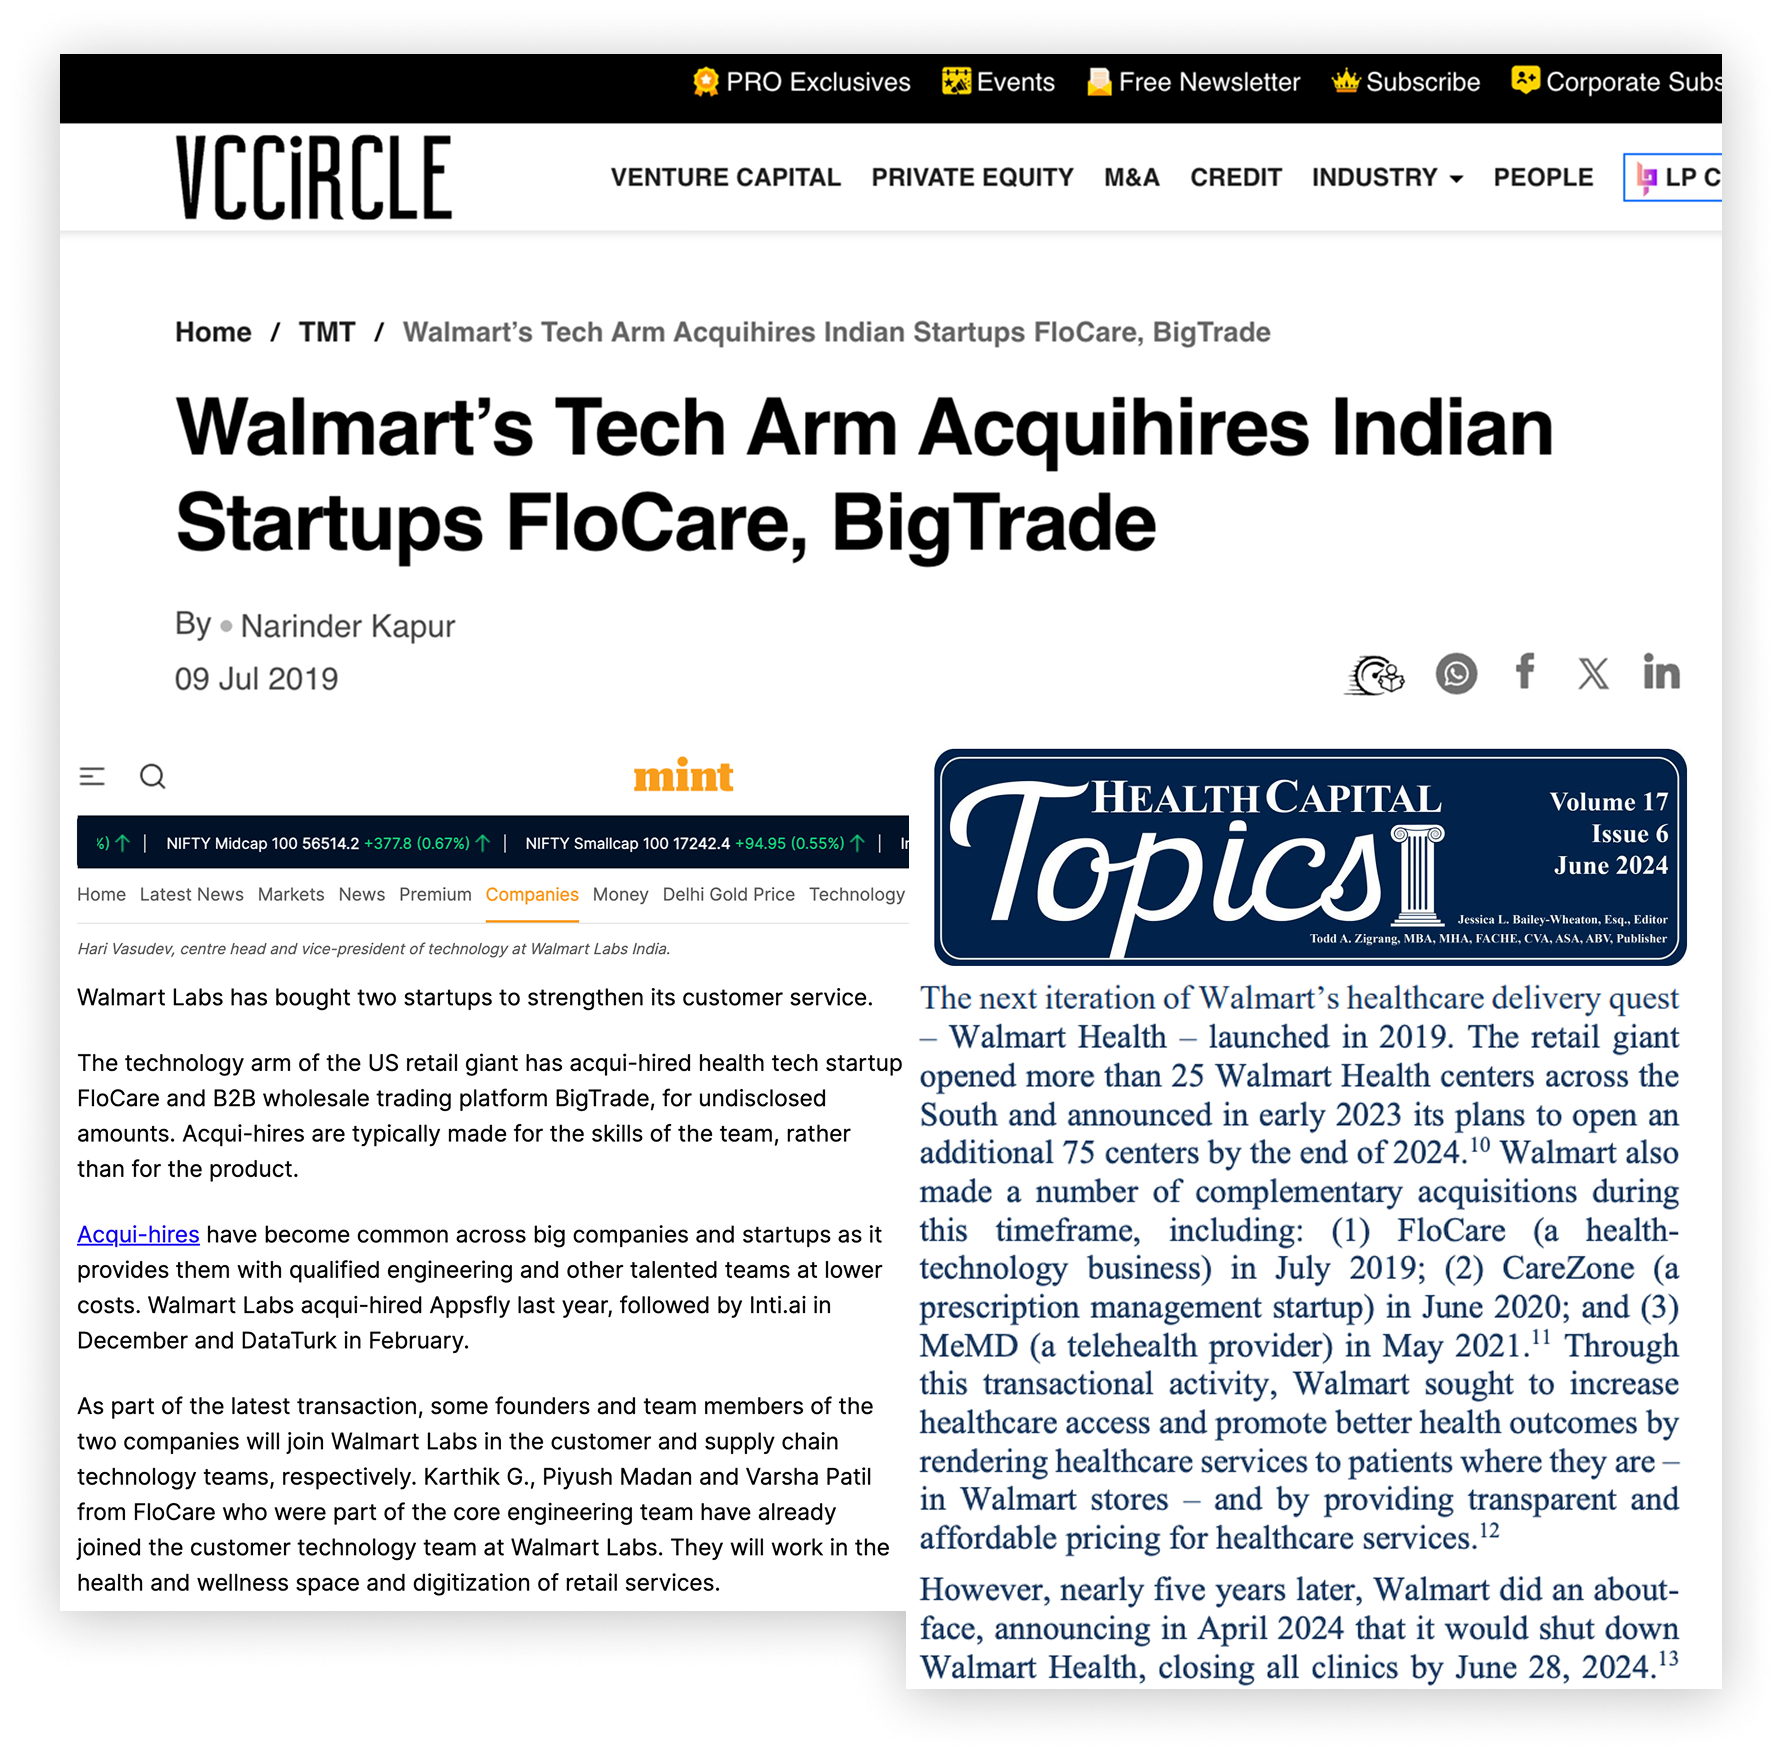 PRO Exclusives Events Free Newsletter Subscribe Corporate Subs
VCCiRCLE
VENTURE CAPITAL PRIVATE EQUITY M&A CREDIT INDUSTRY PEOPLE LP C
Home / TMT / Walmart’s Tech Arm Acquihires Indian Startups FloCare, BigTrade
Walmart’s Tech Arm Acquihires Indian
Startups FloCare, BigTrade
By • Narinder Kapur
09 Jul 2019
mint
%) ↑ | NIFTY Midcap 100 56514.2 +377.8 (0.67%) ↑ | NIFTY Smallcap 100 17242.4 +94.95 (0.55%) ↑ |
Home Latest News Markets News Premium Companies Money Delhi Gold Price Technology
Hari Vasudev, centre head and vice-president of technology at Walmart Labs India.
Walmart Labs has bought two startups to strengthen its customer service.
The technology arm of the US retail giant has acqui-hired health tech startup
FloCare and B2B wholesale trading platform BigTrade, for undisclosed
amounts. Acqui-hires are typically made for the skills of the team, rather
than for the product.
Acqui-hires have become common across big companies and startups as it
provides them with qualified engineering and other talented teams at lower
costs. Walmart Labs acqui-hired Appsfly last year, followed by Inti.ai in
December and DataTurk in February.
As part of the latest transaction, some founders and team members of the
two companies will join Walmart Labs in the customer and supply chain
technology teams, respectively. Karthik G., Piyush Madan and Varsha Patil
from FloCare who were part of the core engineering team have already
joined the customer technology team at Walmart Labs. They will work in the
health and wellness space and digitization of retail services.
HEALTH CAPITAL
Topics
Volume 17
Issue 6
June 2024
Jessica L. Bailey-Wheaton, Esq., Editor
Todd A. Zigrang, MBA, MHA, FACHE, CVA, ASA, ABV, Publisher
The next iteration of Walmart’s healthcare delivery quest
– Walmart Health – launched in 2019. The retail giant
opened more than 25 Walmart Health centers across the
South and announced in early 2023 its plans to open an
additional 75 centers by the end of 2024.10 Walmart also
made a number of complementary acquisitions during
this timeframe, including: (1) FloCare (a health-
technology business) in July 2019; (2) CareZone (a
prescription management startup) in June 2020; and (3)
MeMD (a telehealth provider) in May 2021.11 Through
this transactional activity, Walmart sought to increase
healthcare access and promote better health outcomes by
rendering healthcare services to patients where they are –
in Walmart stores – and by providing transparent and
affordable pricing for healthcare services.12
However, nearly five years later, Walmart did an about-
face, announcing in April 2024 that it would shut down
Walmart Health, closing all clinics by June 28, 2024.13